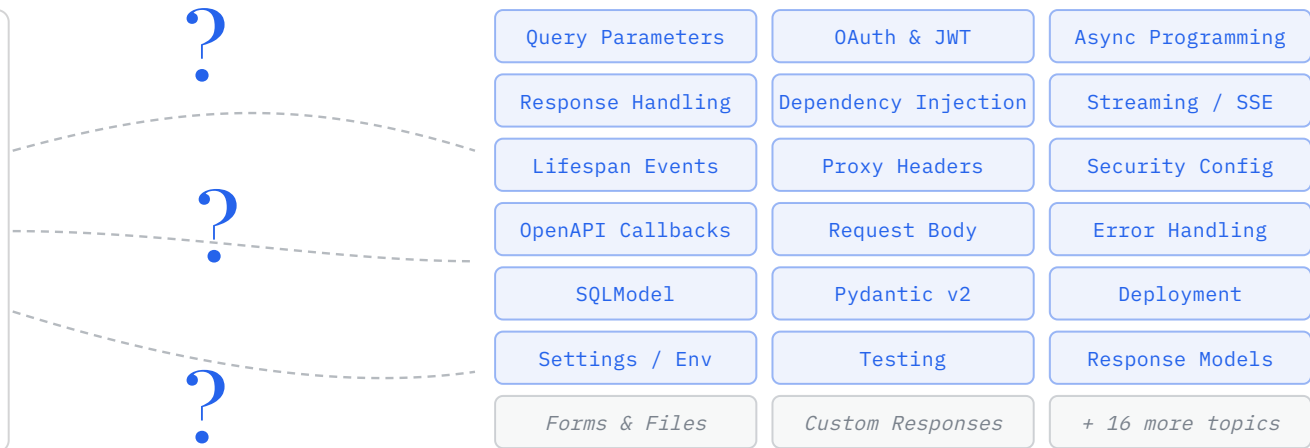 ?
?
?
Query Parameters
OAuth & JWT
Async Programming
Response Handling
Dependency Injection
Streaming / SSE
Lifespan Events
Proxy Headers
Security Config
OpenAPI Callbacks
Request Body
Error Handling
SQLModel
Pydantic v2
Deployment
Settings / Env
Testing
Response Models
Forms & Files
Custom Responses
+ 16 more topics